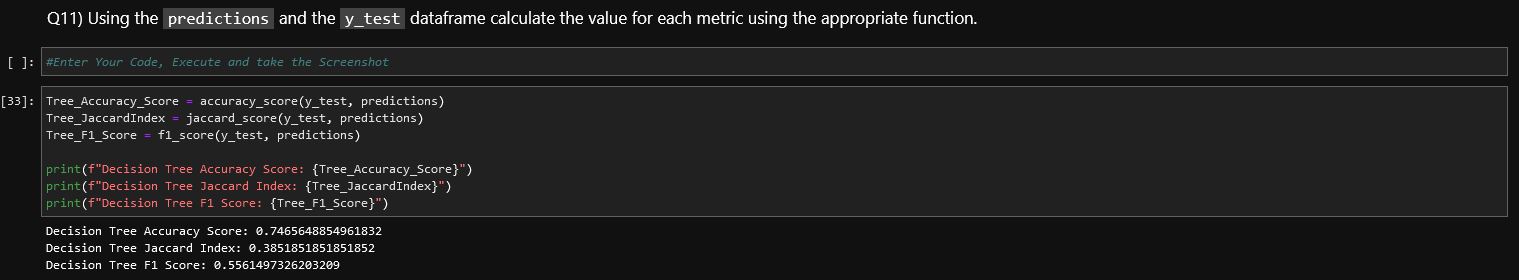 Q11) Using the predictions and the y_test dataframe calculate the value for each metric using the appropriate function.
[ ]: #Enter Your Code, Execute and take the Screenshot
[33]: Tree_Accuracy_Score = accuracy_score(y_test, predictions)
Tree_JaccardIndex = jaccard_score(y_test, predictions)
Tree_F1_Score = f1_score(y_test, predictions)
print(f"Decision Tree Accuracy Score: {Tree_Accuracy_Score}")
print(f"Decision Tree Jaccard Index: {Tree_JaccardIndex}")
print(f"Decision Tree F1 Score: {Tree_F1_Score}")
Decision Tree Accuracy Score: 0.7465648854961832
Decision Tree Jaccard Index: 0.3851851851851852
Decision Tree F1 Score: 0.5561497326203209